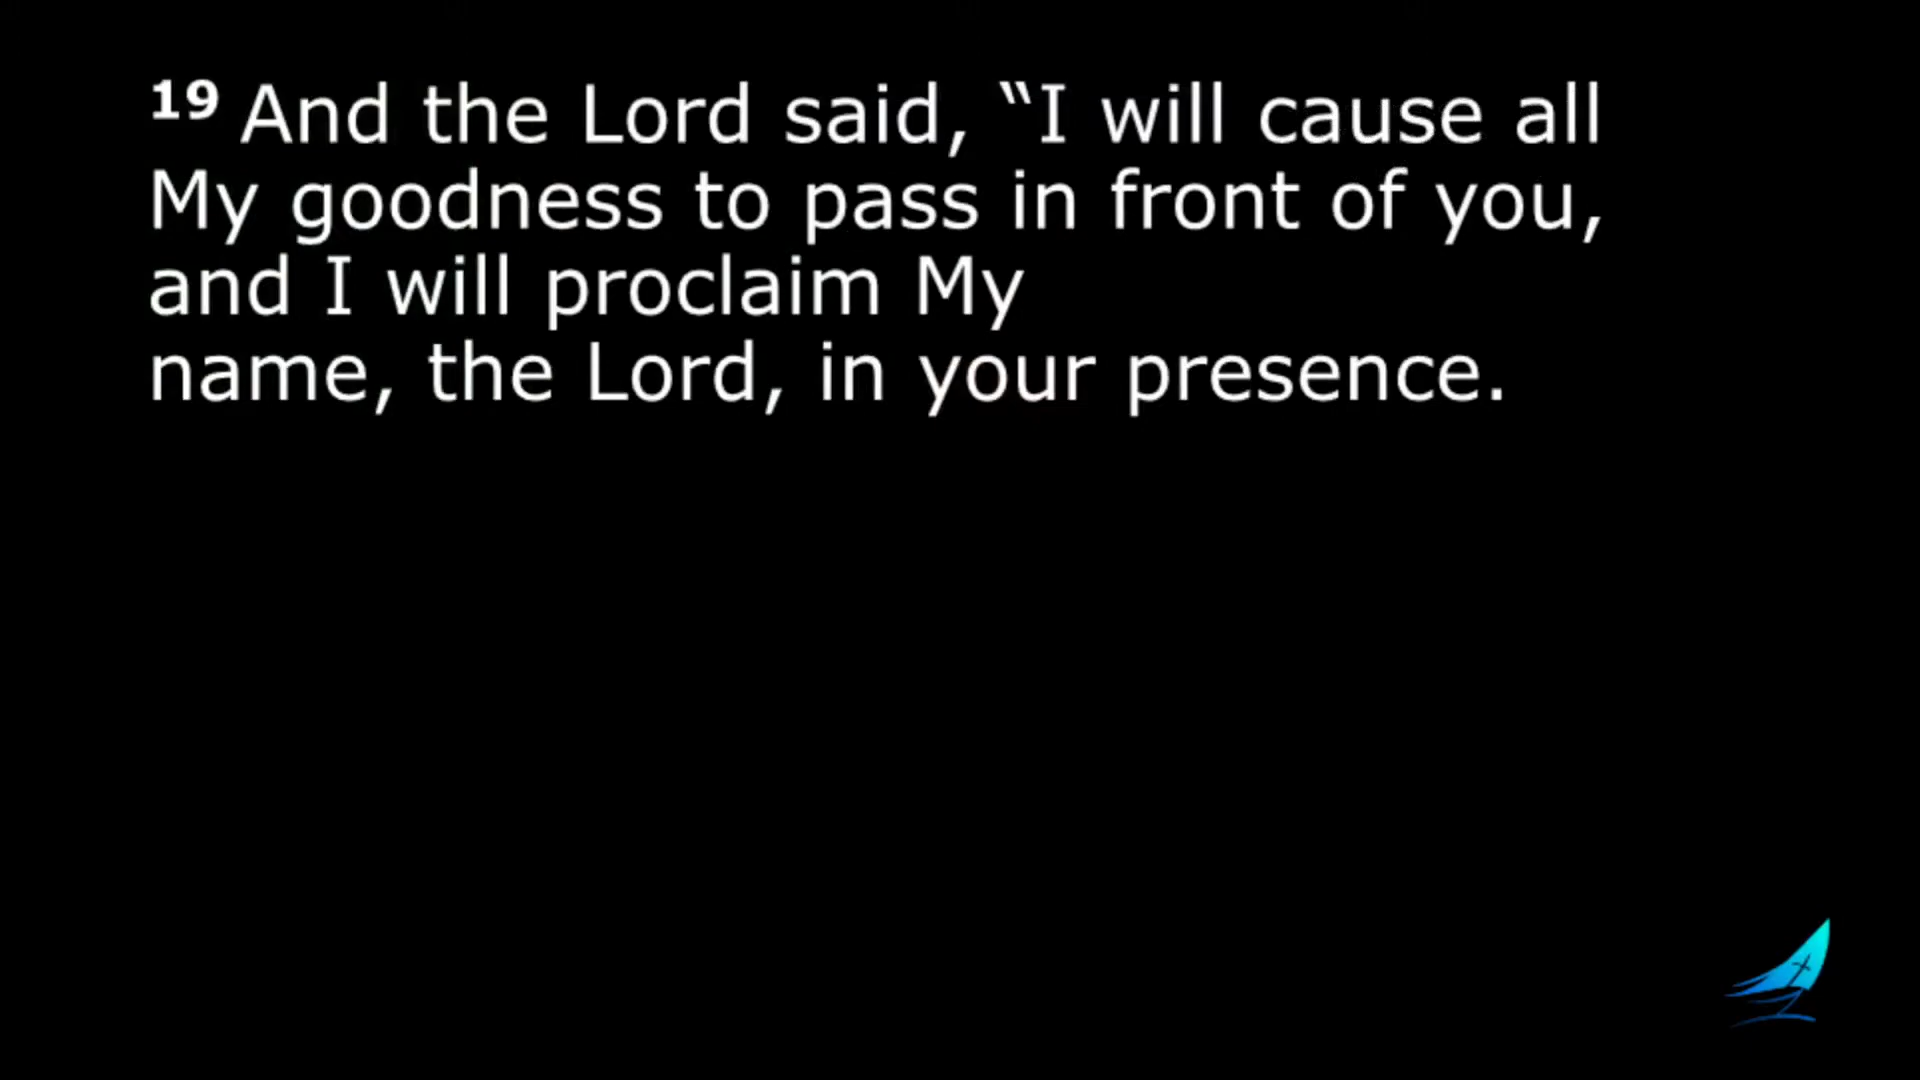 19 And the Lord said, “I will cause all
My goodness to pass in front of you,
and I will proclaim My
name, the Lord, in your presence.